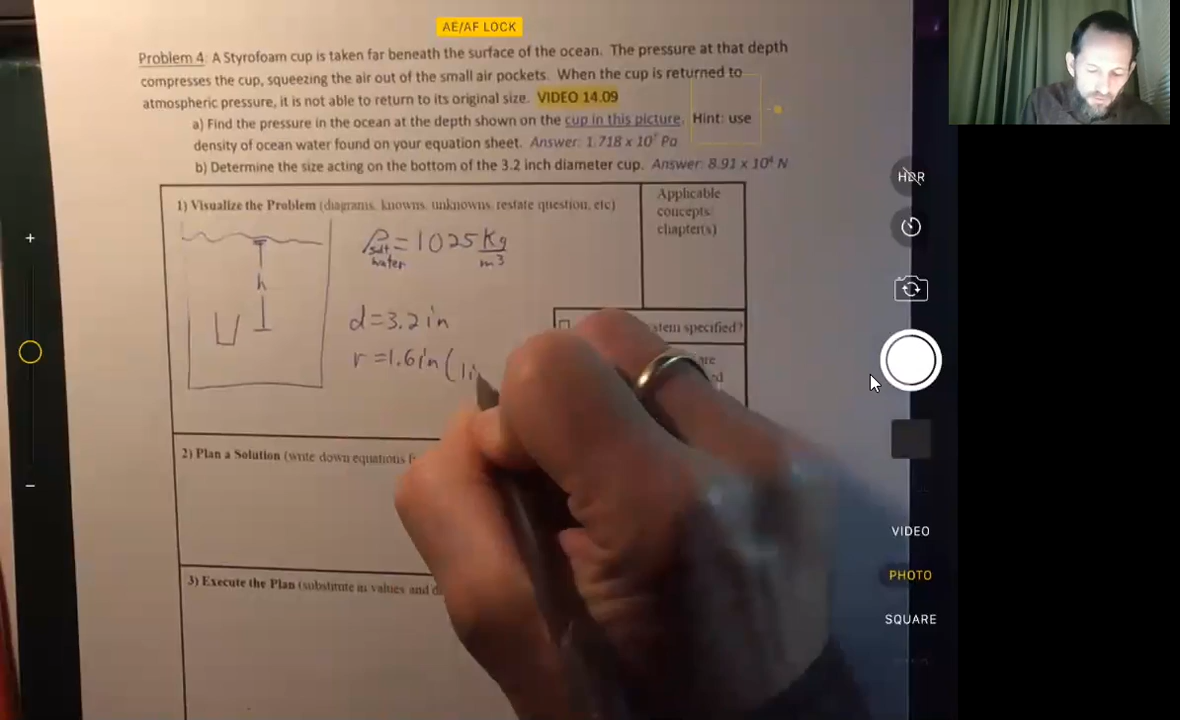 AE/AF LOCK
Problem 4: A Styrofoam cup is taken far beneath the surface of the ocean. The pressure at that depth
compresses the cup, squeezing the air out of the small air pockets. When the cup is returned to
atmospheric pressure, it is not able to return to its original size. VIDEO 14.09
a) Find the pressure in the ocean at the depth shown on the cup in this picture. Hint: use
density of ocean water found on your equation sheet. Answer: 1.718 x 10⁷ Pa
b) Determine the size acting on the bottom of the 3.2 inch diameter cup. Answer: 8.91 x 10⁴ N
1) Visualize the Problem (diagrams, knowns, unknowns, restate question, etc)
Applicable
concepts
chapter(s)
h
ρ salt water = 1025 Kg/m³
d = 3.2 in
r = 1.6 in (1 i
stem specified?
are
2) Plan a Solution (write down equations
3) Execute the Plan (substitute in values and
HDR
VIDEO
PHOTO
SQUARE